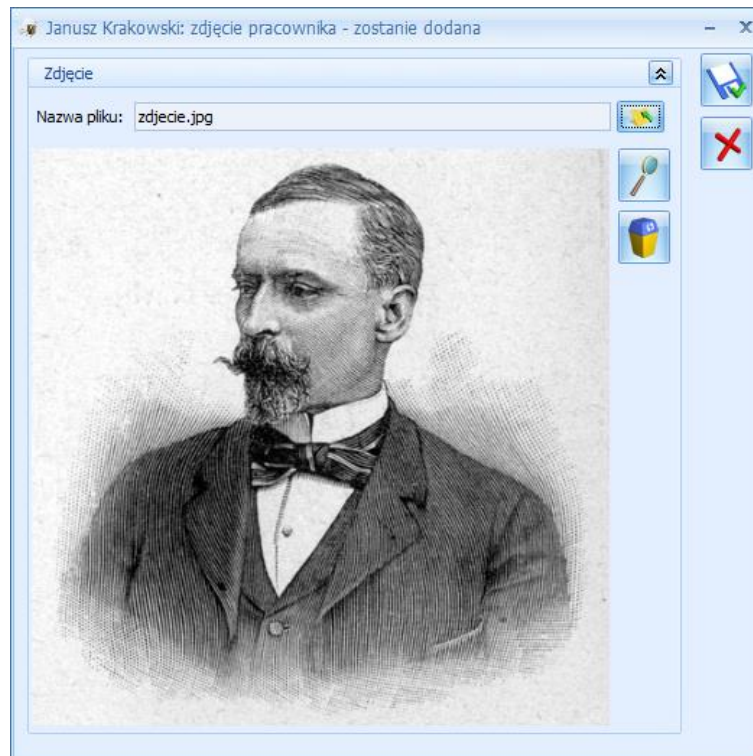 Janusz Krakowski: zdjęcie pracownika - zostanie dodana
Zdjęcie
Nazwa pliku: zdjecie.jpg